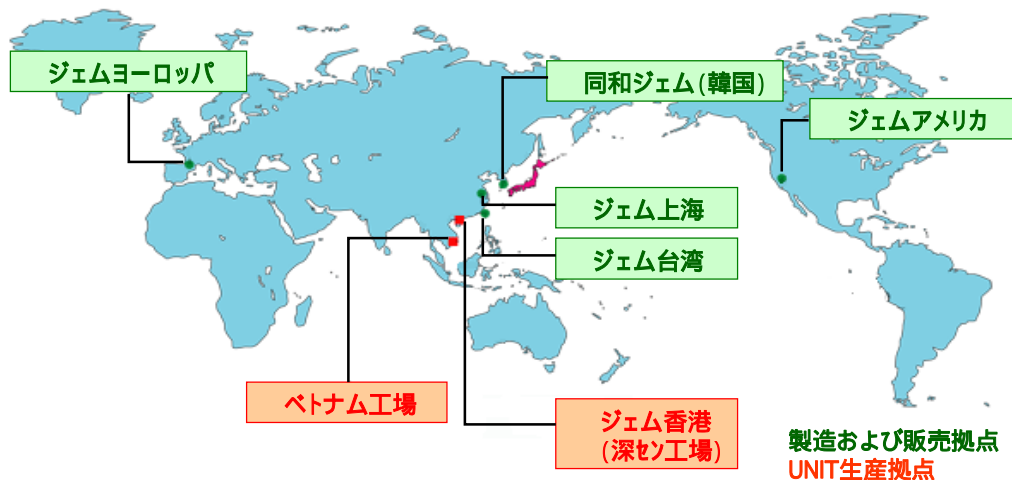 ジェムヨーロッパ
同和ジェム(韓国)
ジェムアメリカ
ジェム上海
ジェム台湾
ベトナム工場
ジェム香港
(深セン工場)
製造および販売拠点
UNIT生産拠点